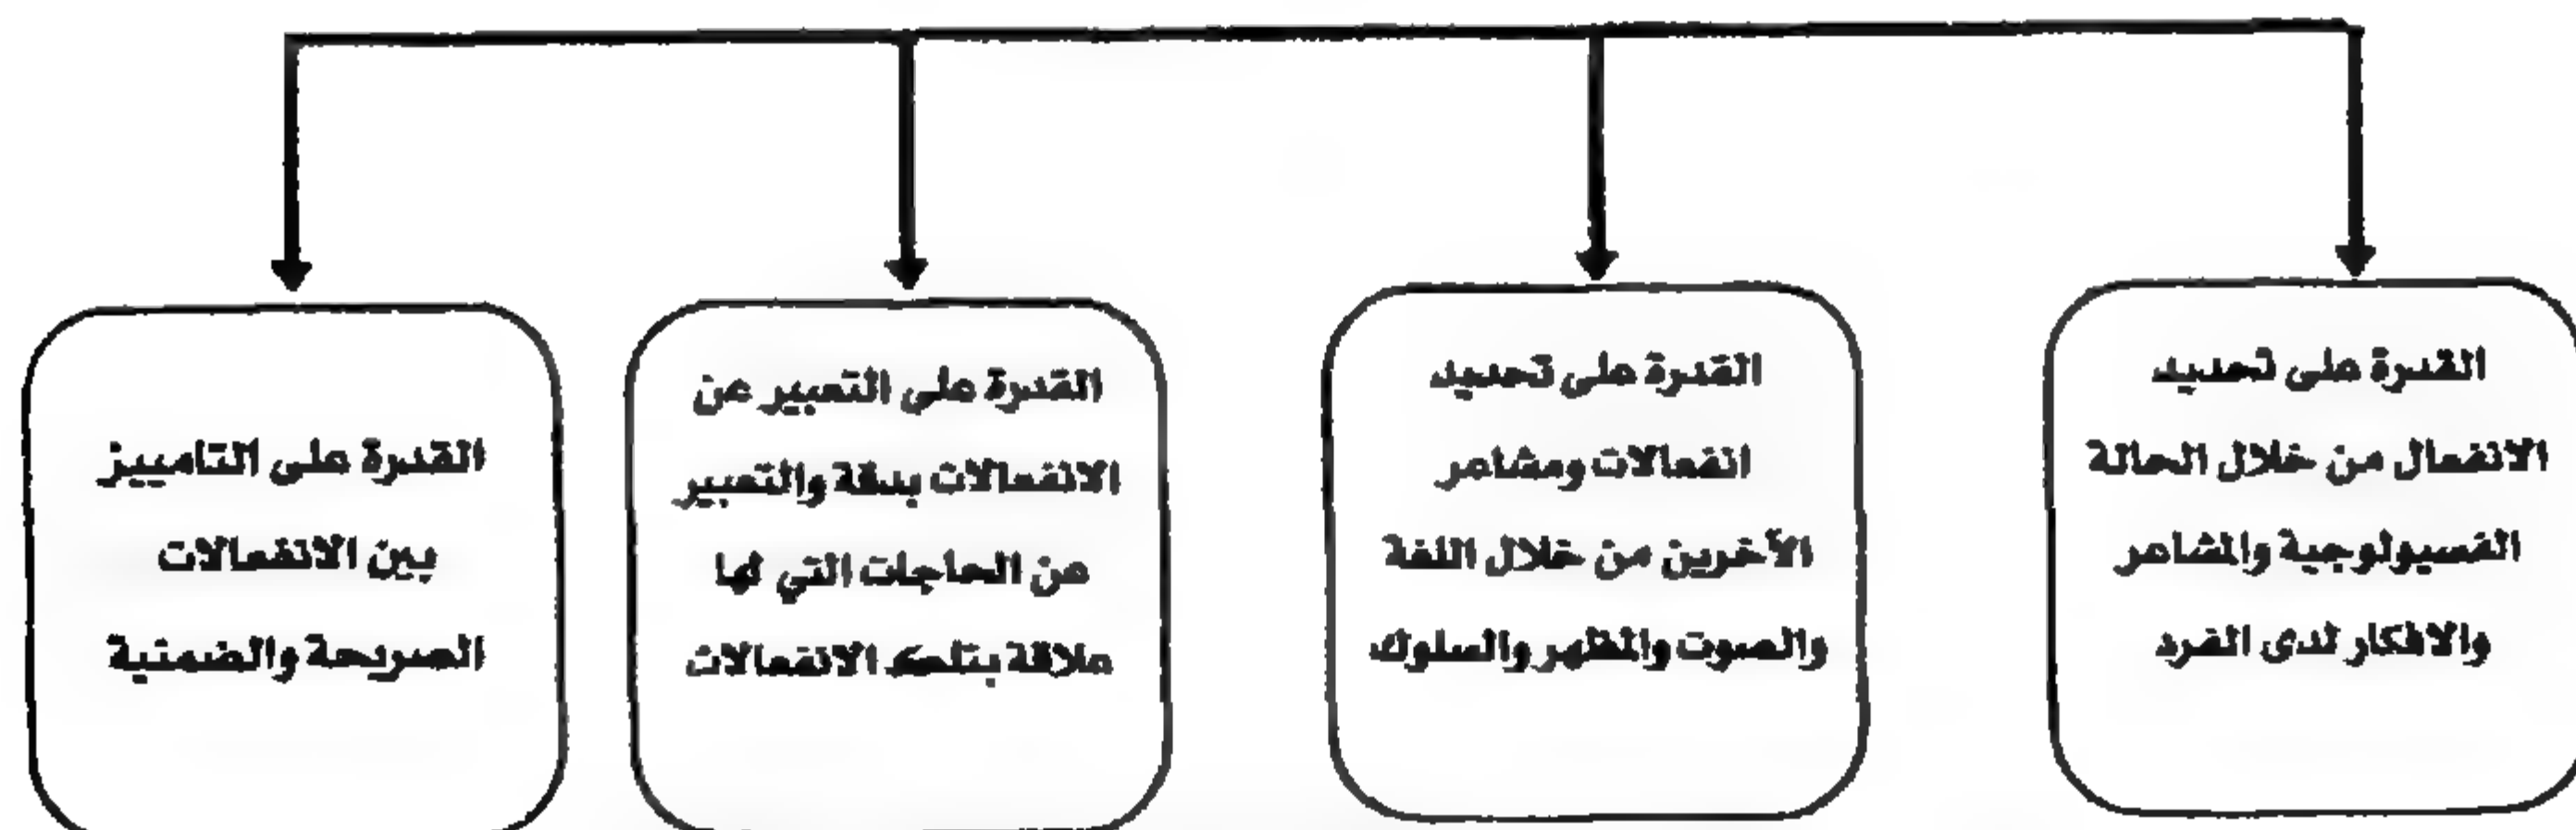 القدرة على تحديد
الانفعال من خلال الحالة
الفسيولوجية والمشاعر
والافكار لدى الفرد
القدرة على تحديد
انفعالات ومشاعر
الآخرين من خلال اللغة
والصوت والمظهر والسلوك
القدرة على التعبير عن
الانفعالات بدقة والتعبير
عن الحاجات التي لها
علاقة بتلك الانفعالات
القدرة على التامييز
بين الانفعالات
الصريحة والضمنية